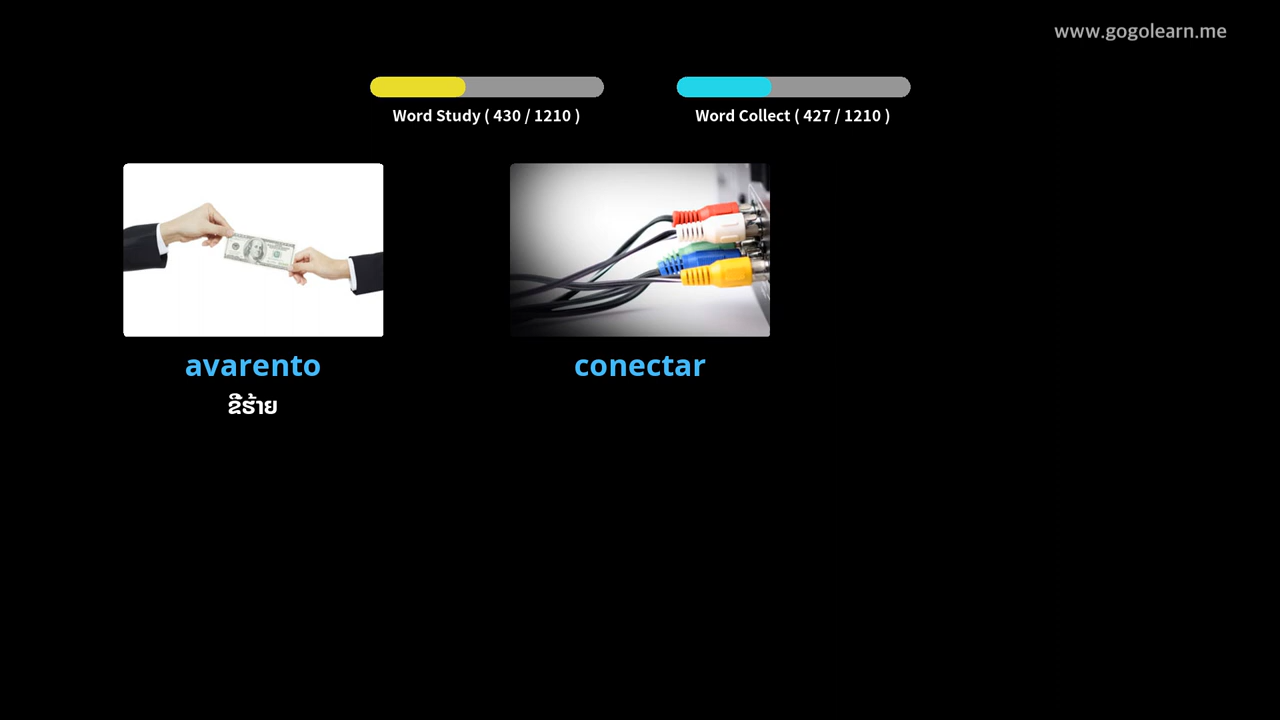 www.gogolearn.me
Word Study ( 430 / 1210 )
Word Collect ( 427 / 1210 )
avarento
conectar
ຂີ້ຮ້າຍ